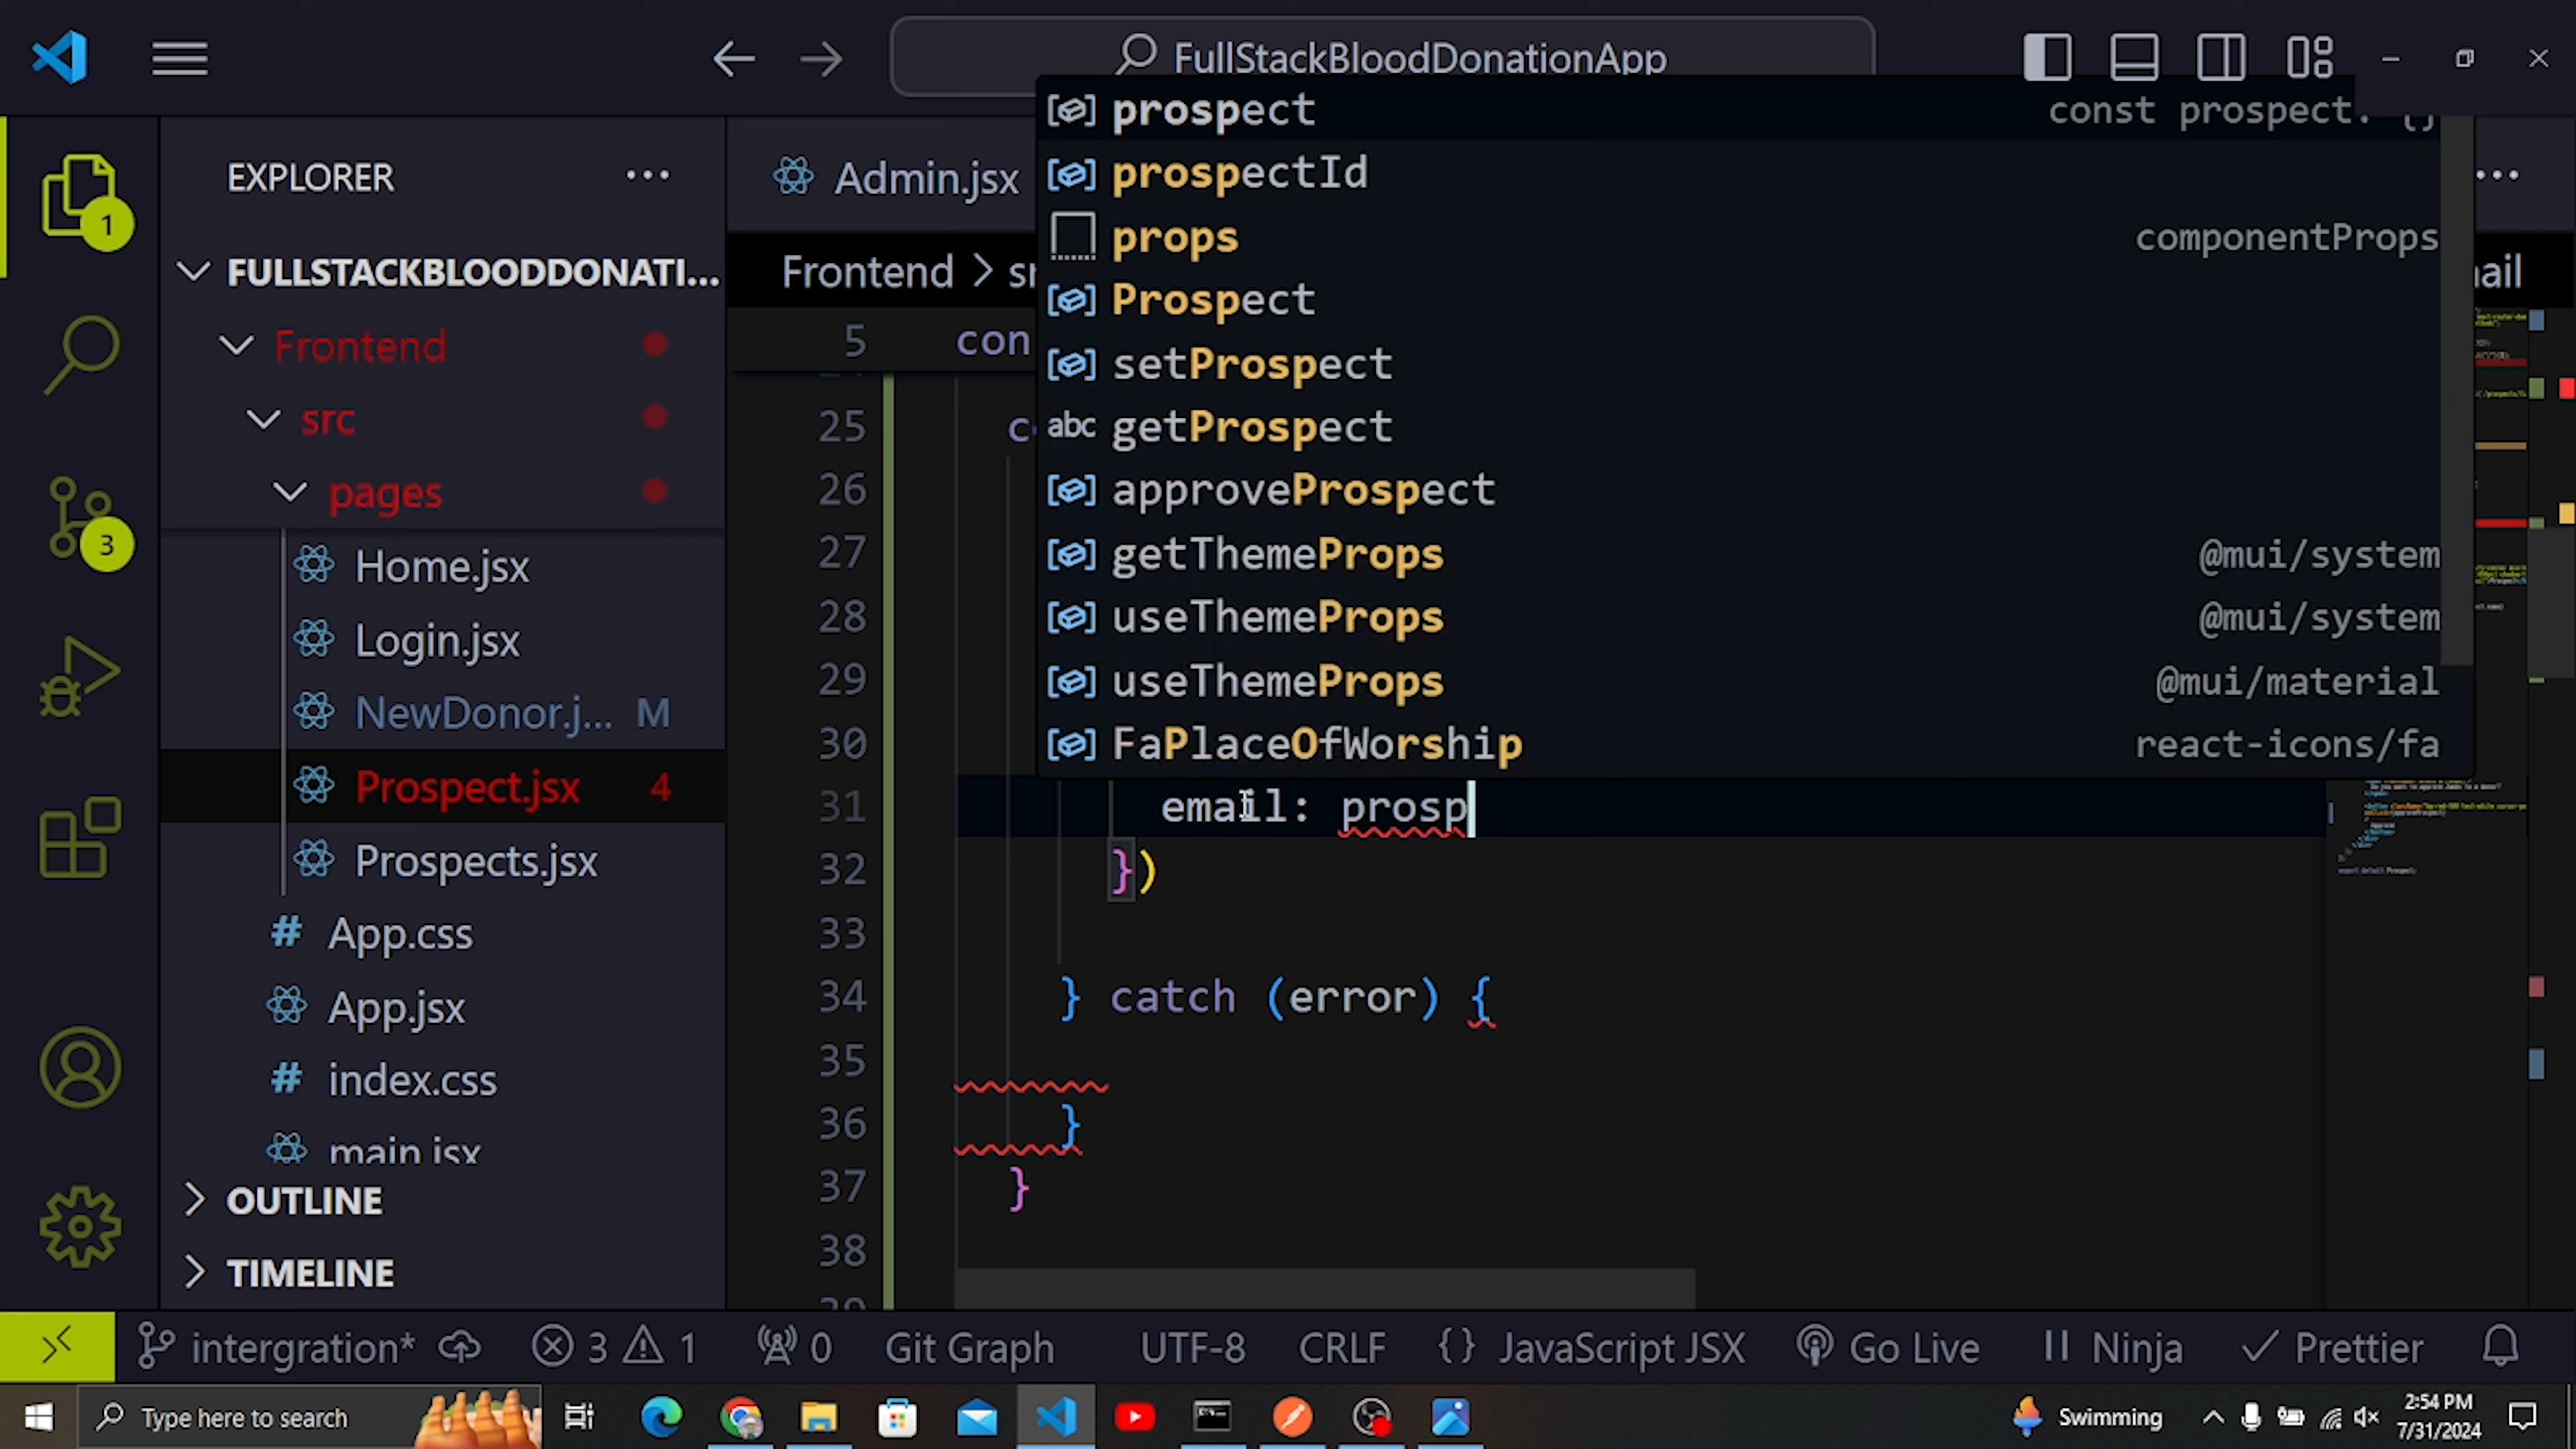 FullStackBloodDonationApp
EXPLORER
FULLSTACKBLOODDONATI...
Frontend
src
pages
Home.jsx
Login.jsx
NewDonor.j... M
Prospect.jsx 4
Prospects.jsx
# App.css
App.jsx
# index.css
main.jsx
OUTLINE
TIMELINE
1
3
Admin.jsx
Frontend > sr
ail
5 con
prospect const prospect: {}
prospectId
props componentProps
Prospect
setProspect
abc getProspect
approveProspect
getThemeProps @mui/system
useThemeProps @mui/system
useThemeProps @mui/material
FaPlaceOfWorship react-icons/fa
25 c
26
27
28
29
30
31 email: prosp
32 })
33
34 } catch (error) {
35
36 }
37 }
38
39
intergration* 3 1 0 Git Graph UTF-8 CRLF {} JavaScript JSX Go Live Ninja Prettier
Type here to search
Swimming
2:54 PM
7/31/2024